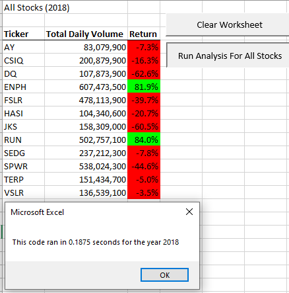 All Stocks (2018)
Clear Worksheet
Run Analysis For All Stocks
Ticker Total Daily Volume Return
AY 83,079,900 -7.3%
CSIQ 200,879,900 -16.3%
DQ 107,873,900 -62.6%
ENPH 607,473,500 81.9%
FSLR 478,113,900 -39.7%
HASI 104,340,600 -20.7%
JKS 158,309,000 -60.5%
RUN 502,757,100 84.0%
SEDG 237,212,300 -7.8%
SPWR 538,024,300 -44.6%
TERP 151,434,700 -5.0%
VSLR 136,539,100 -3.5%
Microsoft Excel
This code ran in 0.1875 seconds for the year 2018
OK